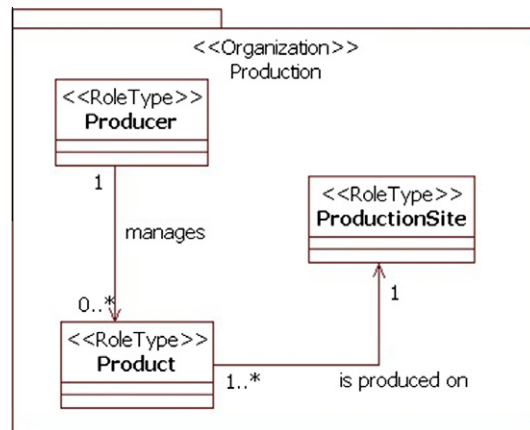 <<Organization>>
Production
<<RoleType>>
Producer
1
manages
0..*
<<RoleType>>
ProductionSite
1
<<RoleType>>
Product
1..*
is produced on